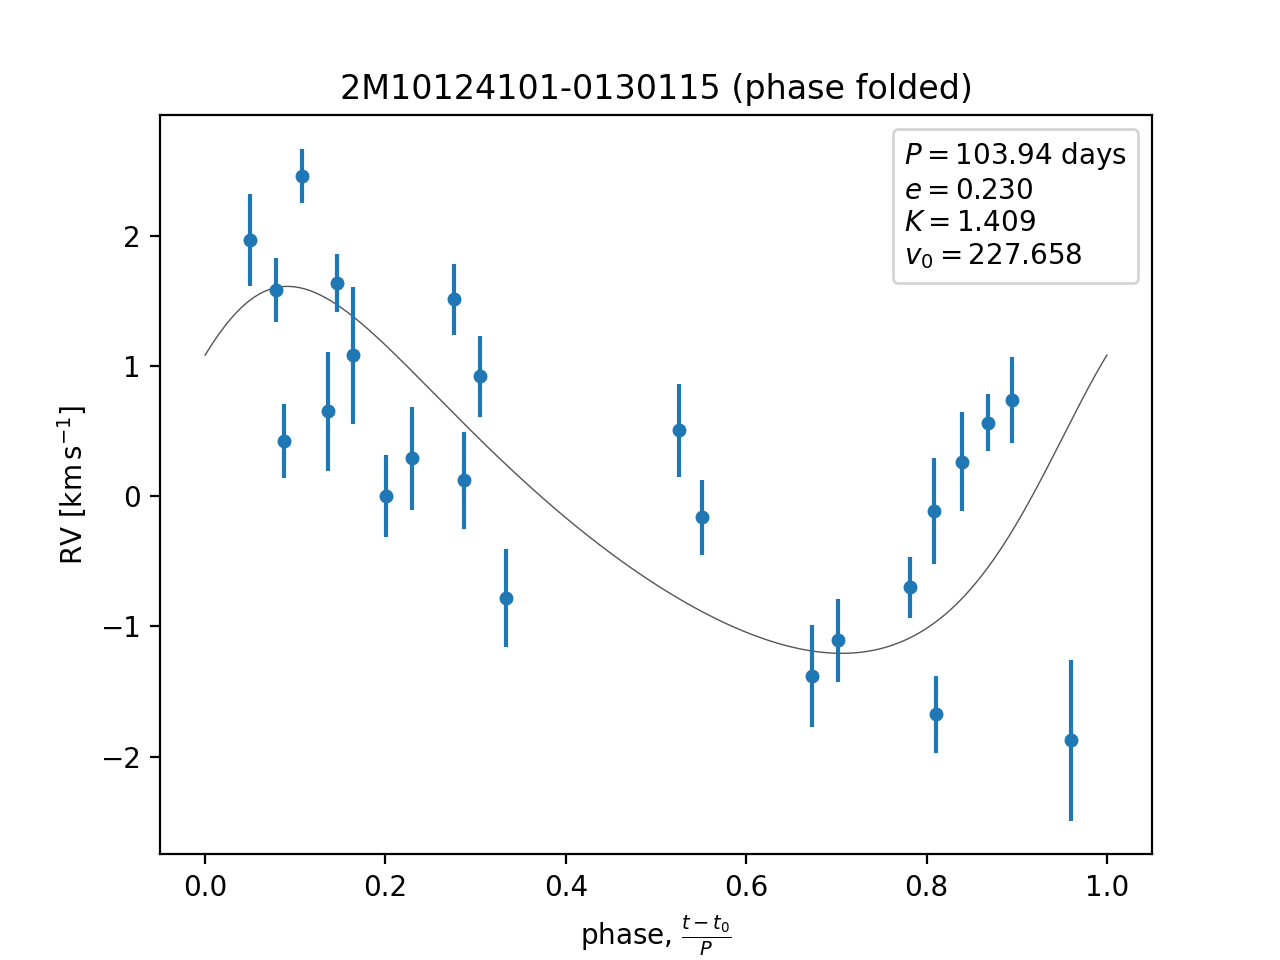 2M10124101-0130115 (phase folded)
P = 103.94 days
e = 0.230
K = 1.409
v₀ = 227.658
RV [km s⁻¹]
2
1
0
−1
−2
0.0 0.2 0.4 0.6 0.8 1.0
phase, (t − t₀)/P